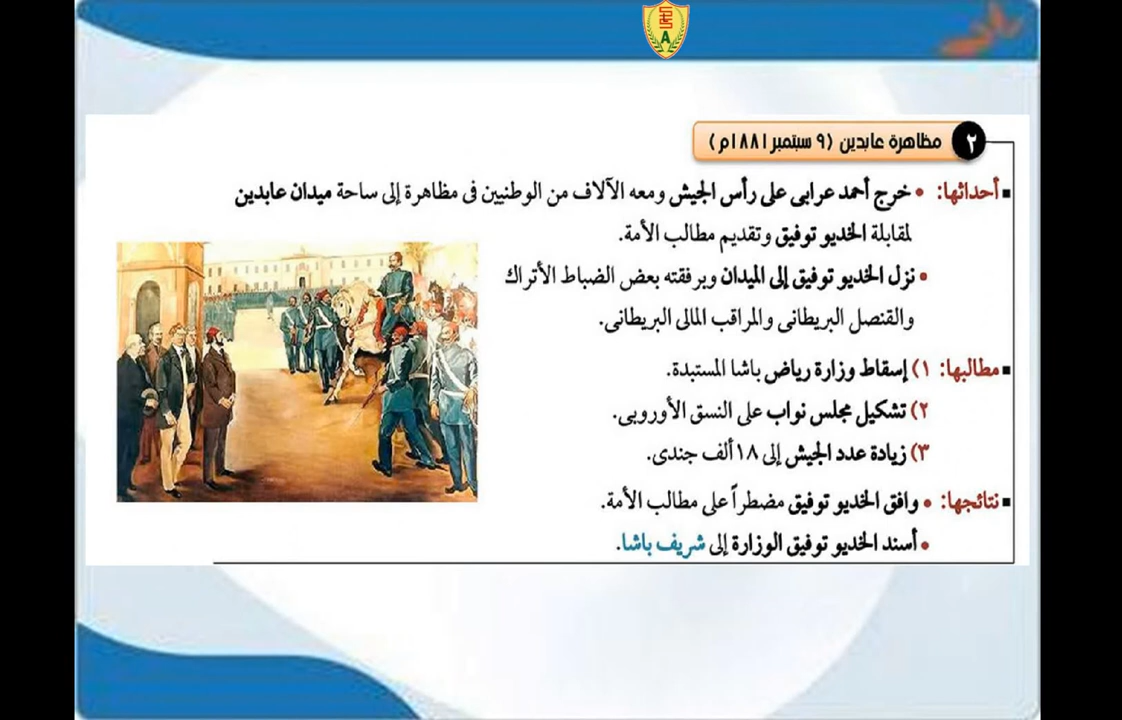 ٢ مظاهرة عابدين (٩ سبتمبر ١٨٨١م)
أحداثها: • خرج أحمد عرابى على رأس الجيش ومعه الآلاف من الوطنيين فى مظاهرة إلى ساحة ميدان عابدين
لمقابلة الخديو توفيق وتقديم مطالب الأمة.
• نزل الخديو توفيق إلى الميدان وبرفقته بعض الضباط الأتراك
والقنصل البريطانى والمراقب المالى البريطانى.
مطالبها: ١) إسقاط وزارة رياض باشا المستبدة.
٢) تشكيل مجلس نواب على النسق الأوروبى.
٣) زيادة عدد الجيش إلى ١٨ ألف جندى.
نتائجها: • وافق الخديو توفيق مضطراً على مطالب الأمة.
• أسند الخديو توفيق الوزارة إلى شريف باشا.